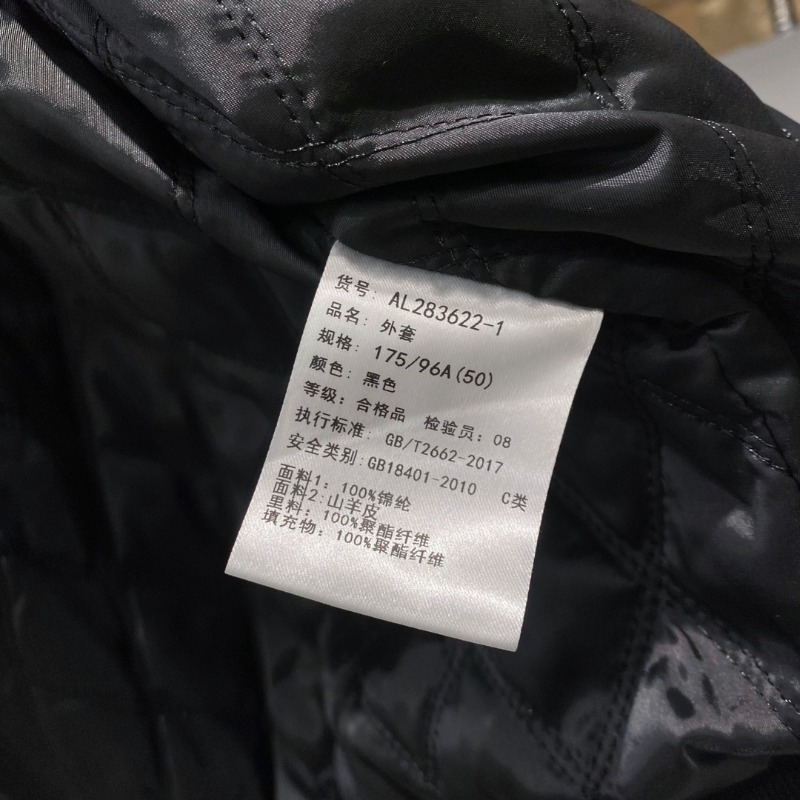 货号: AL283622-1
品名: 外套
规格: 175/96A(50)
颜色: 黑色
等级: 合格品 检验员: 08
执行标准: GB/T2662-2017
安全类别:GB18401-2010 C类
面料1: 100%锦纶
面料2:山羊皮
里料: 100%聚酯纤维
填充物: 100%聚酯纤维